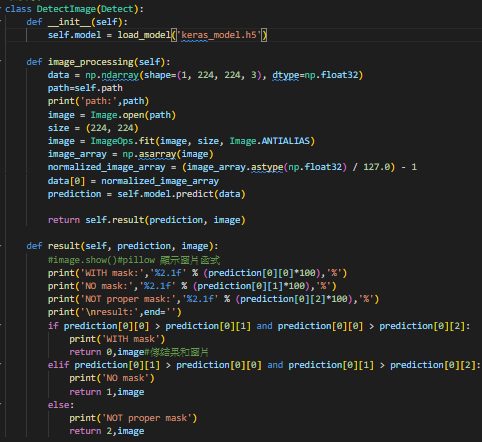 class DetectImage(Detect):
    def __init__(self):
        self.model = load_model('keras_model.h5')
    def image_processing(self):
        data = np.ndarray(shape=(1, 224, 224, 3), dtype=np.float32)
        path=self.path
        print('path:',path)
        image = Image.open(path)
        size = (224, 224)
        image = ImageOps.fit(image, size, Image.ANTIALIAS)
        image_array = np.asarray(image)
        normalized_image_array = (image_array.astype(np.float32) / 127.0) - 1
        data[0] = normalized_image_array
        prediction = self.model.predict(data)
        return self.result(prediction, image)
    def result(self, prediction, image):
        #image.show()#pillow 顯示圖片函式
        print('WITH mask:','%2.1f' % (prediction[0][0]*100),'%')
        print('NO mask:','%2.1f' % (prediction[0][1]*100),'%')
        print('NOT proper mask:','%2.1f' % (prediction[0][2]*100),'%')
        print('\nresult:',end='')
        if prediction[0][0] > prediction[0][1] and prediction[0][0] > prediction[0][2]:
            print('WITH mask')
            return 0,image#傳結果和圖片
        elif prediction[0][1] > prediction[0][0] and prediction[0][1] > prediction[0][2]:
            print('NO mask')
            return 1,image
        else:
            print('NOT proper mask')
            return 2,image